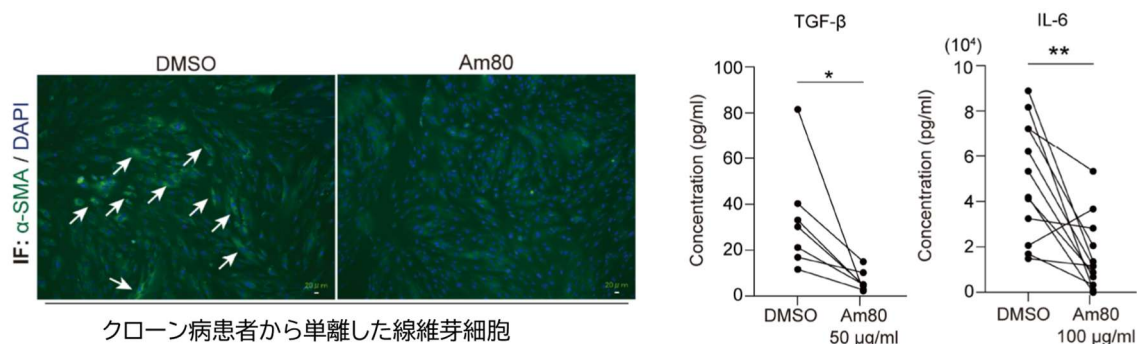 DMSO
Am80
IF: α-SMA / DAPI
20μm
20μm
クローン病患者から単離した線維芽細胞
TGF-β
*
Concentration (pg/ml)
100
80
60
40
20
0
DMSO
Am80
50 μg/ml
IL-6
(10⁴)
**
Concentration (pg/ml)
10
8
6
4
2
0
DMSO
Am80
100 μg/ml